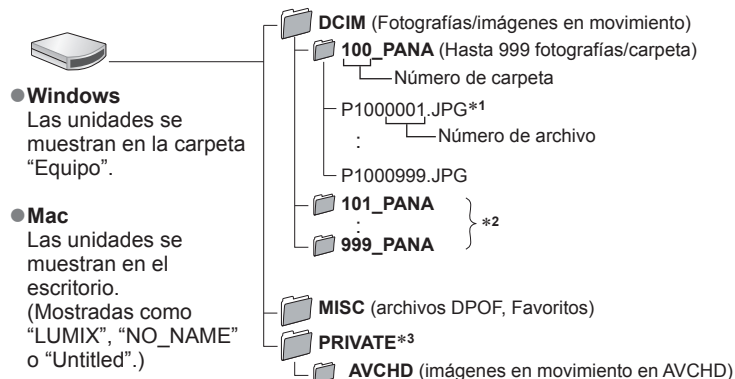 DCIM (Fotografías/imágenes en movimiento)
100_PANA (Hasta 999 fotografías/carpeta)
Número de carpeta
P1000001.JPG*1
Número de archivo
:
P1000999.JPG
101_PANA
:
*2
999_PANA
MISC (archivos DPOF, Favoritos)
PRIVATE*3
AVCHD (imágenes en movimiento en AVCHD)
●Windows
Las unidades se
muestran en la carpeta
“Equipo”.
●Mac
Las unidades se
muestran en el
escritorio.
(Mostradas como
“LUMIX”, “NO_NAME”
o “Untitled”.)